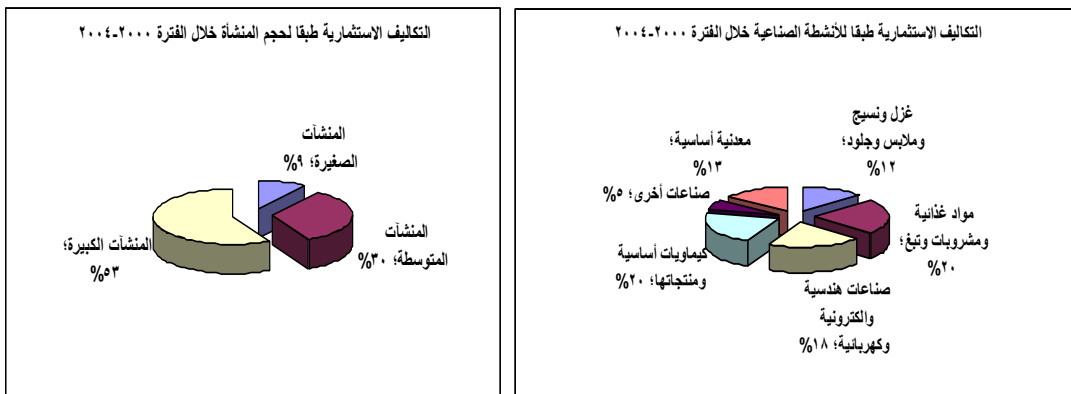 التكاليف الاستثمارية طبقا للأنشطة الصناعية خلال الفترة ٢٠٠٠-٢٠٠٤
غزل ونسيج
وملابس وجلود؛
١٢%
مواد غذائية
ومشروبات وتبغ؛
٢٠%
صناعات هندسية
والكترونية
وكهربائية؛ ١٨%
كيماويات أساسية
ومنتجاتها؛ ٢٠%
صناعات أخرى؛ ٥%
معدنية أساسية؛
١٣%
التكاليف الاستثمارية طبقا لحجم المنشأة خلال الفترة ٢٠٠٠-٢٠٠٤
المنشآت
الصغيرة؛ ٩%
المنشآت
المتوسطة؛ ٣٠%
المنشآت الكبيرة؛
٥٣%